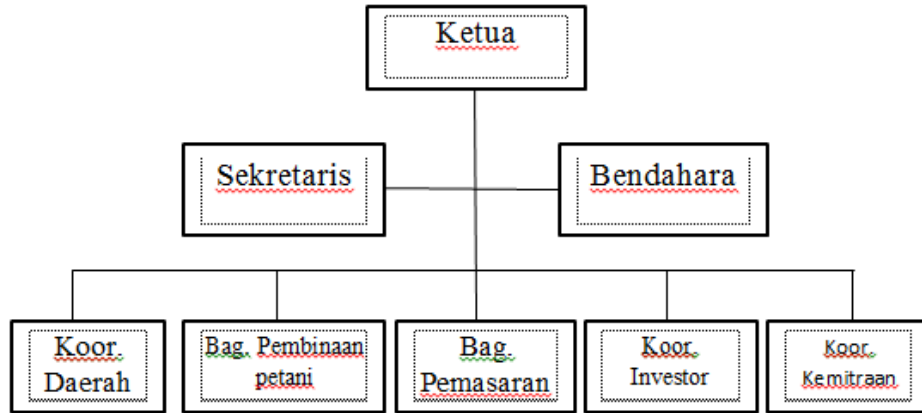 Ketua
Sekretaris
Bendahara
Koor.
Daerah
Bag. Pembinaan
petani
Bag.
Pemasaran
Koor.
Investor
Koor.
Kemitraan